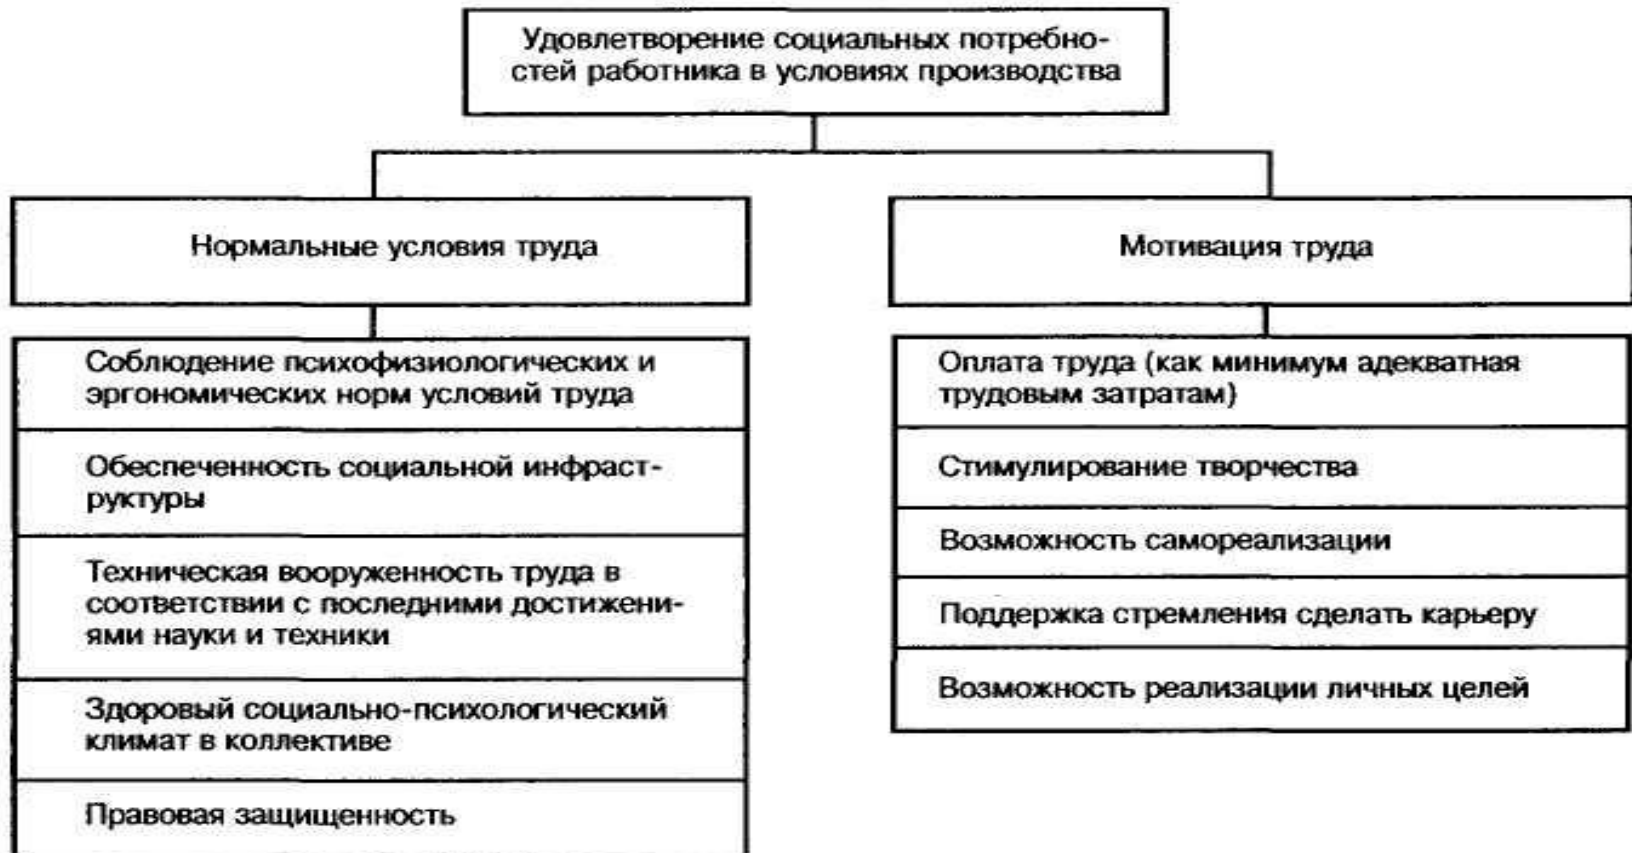 Удовлетворение социальных потребно-
стей работника в условиях производства
Нормальные условия труда
Соблюдение психофизиологических и
эргономических норм условий труда
Обеспеченность социальной инфраст-
руктуры
Техническая вооруженность труда в
соответствии с последними достижени-
ями науки и техники
Здоровый социально-психологический
климат в коллективе
Правовая защищенность
Мотивация труда
Оплата труда (как минимум адекватная
трудовым затратам)
Стимулирование творчества
Возможность самореализации
Поддержка стремления сделать карьеру
Возможность реализации личных целей